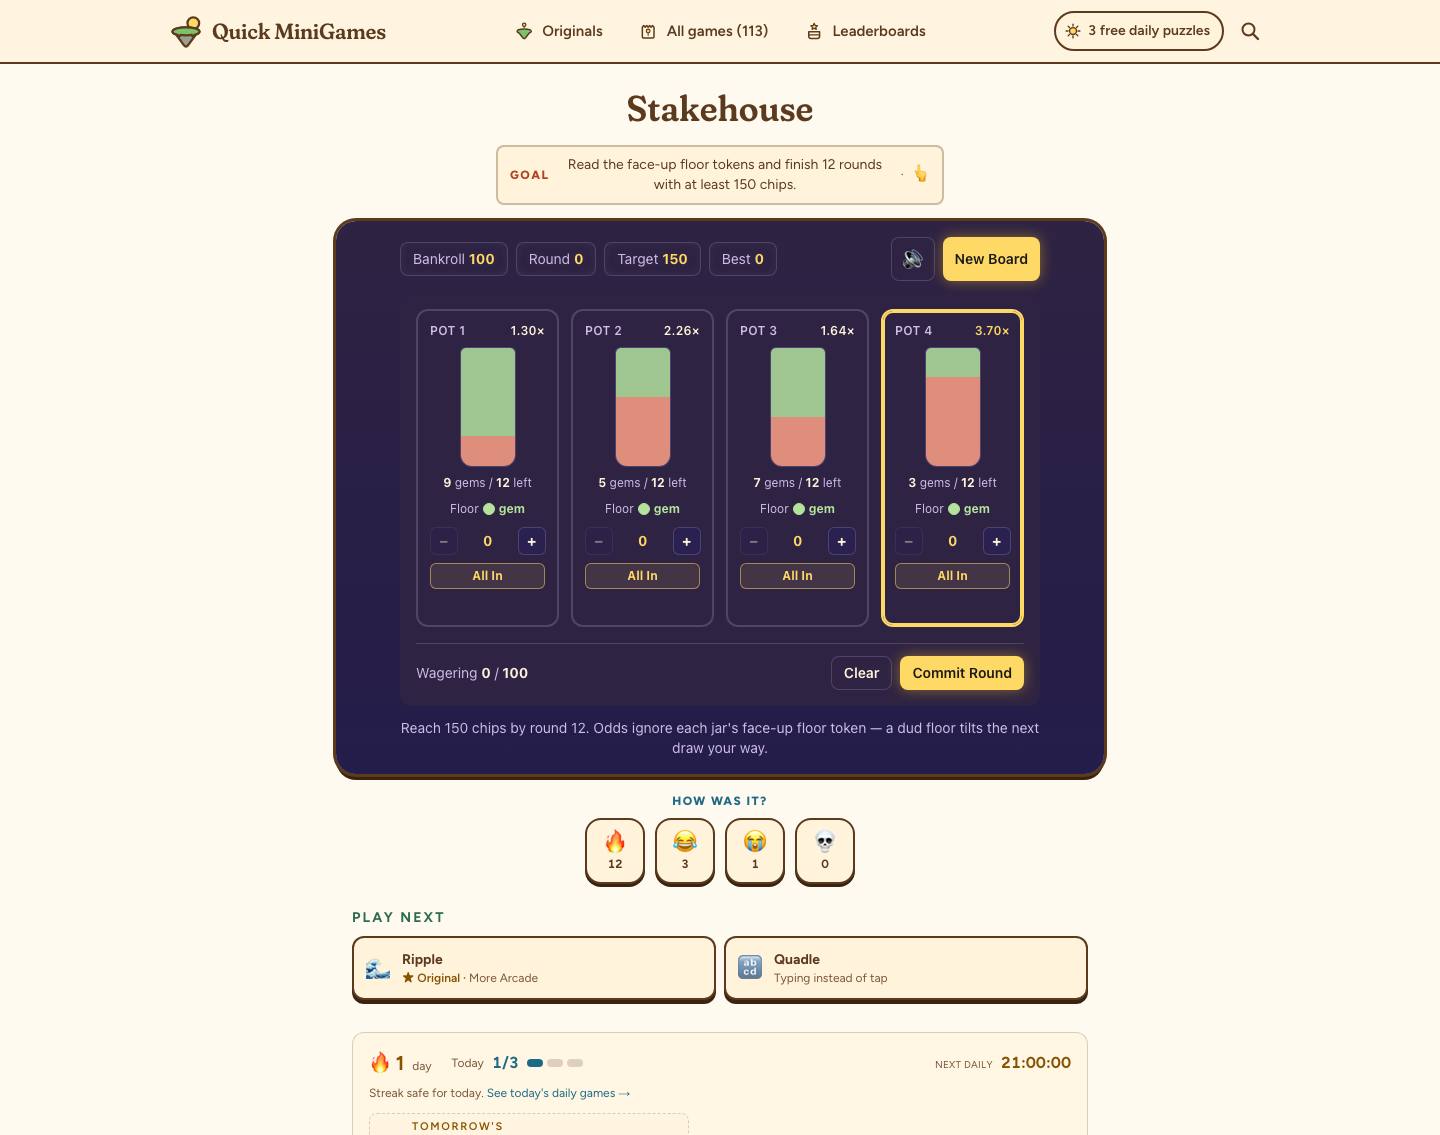 Quick MiniGames
Originals
All games (113)
Leaderboards
3 free daily puzzles
Stakehouse
GOAL
Read the face-up floor tokens and finish 12 rounds
with at least 150 chips.
·
Bankroll 100
Round 0
Target 150
Best 0
New Board
POT 1 1.30×
9 gems / 12 left
Floor gem
− 0 +
All In
POT 2 2.26×
5 gems / 12 left
Floor gem
− 0 +
All In
POT 3 1.64×
7 gems / 12 left
Floor gem
− 0 +
All In
POT 4 3.70×
3 gems / 12 left
Floor gem
− 0 +
All In
Wagering 0 / 100
Clear
Commit Round
Reach 150 chips by round 12. Odds ignore each jar's face-up floor token — a dud floor tilts the next
draw your way.
HOW WAS IT?
12
3
1
0
PLAY NEXT
Ripple
Original · More Arcade
abcd
Quadle
Typing instead of tap
1 day
Today 1/3
NEXT DAILY 21:00:00
Streak safe for today. See today's daily games →
TOMORROW'S